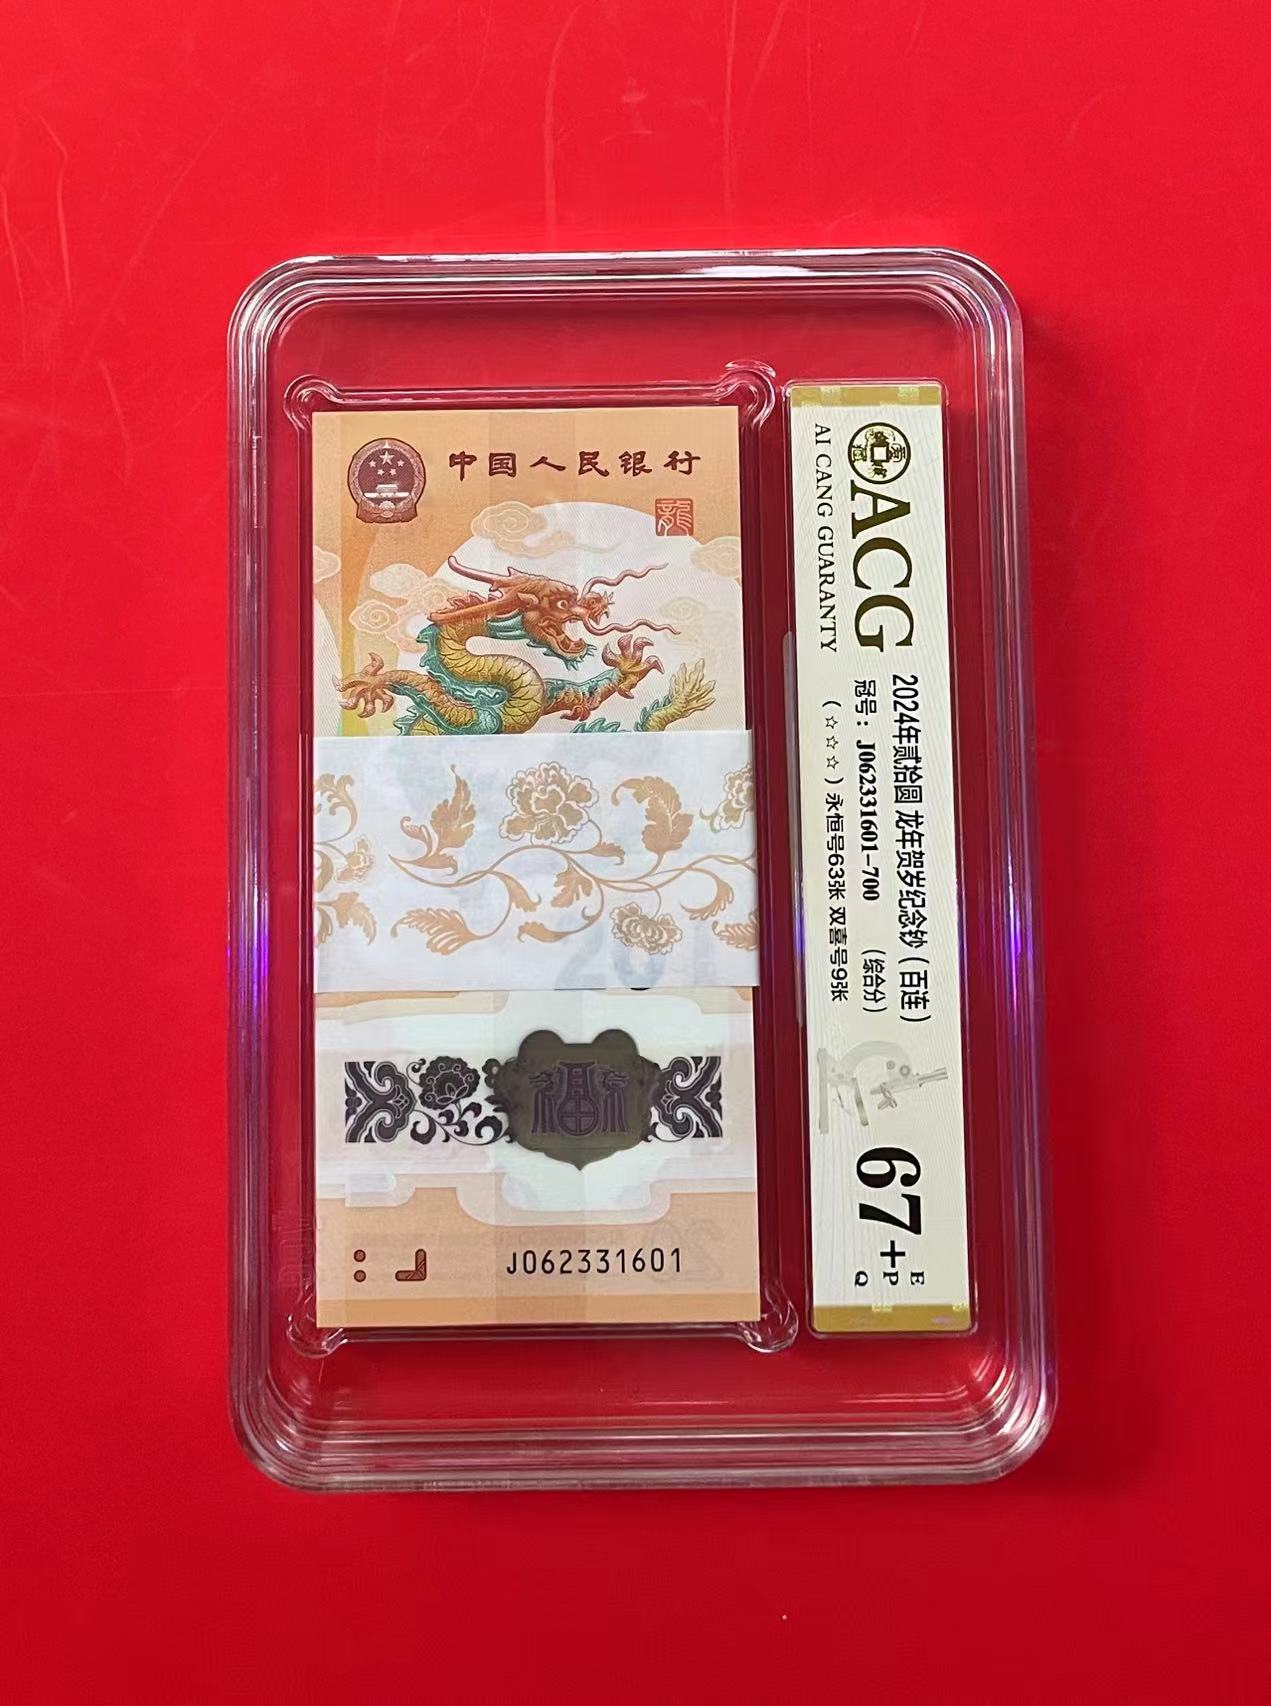 中国人民银行
龍
J062331601
ACG
AI CANG GUARANTY
2024年贰拾圆 龙年贺岁纪念钞（百连）
冠号：J062331601-700 （综合分）
（☆☆☆）永恒号63张 双喜号9张
67+
E
P
Q